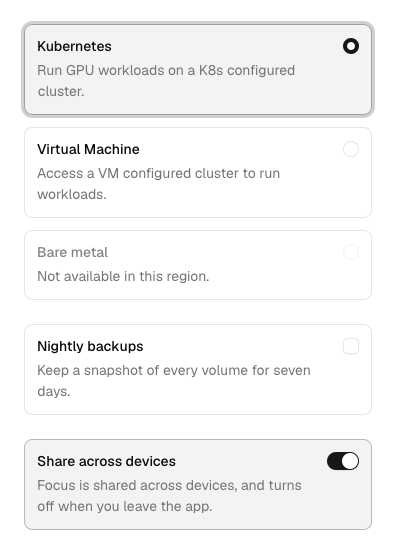 Kubernetes
Run GPU workloads on a K8s configured
cluster.
Virtual Machine
Access a VM configured cluster to run
workloads.
Bare metal
Not available in this region.
Nightly backups
Keep a snapshot of every volume for seven
days.
Share across devices
Focus is shared across devices, and turns
off when you leave the app.